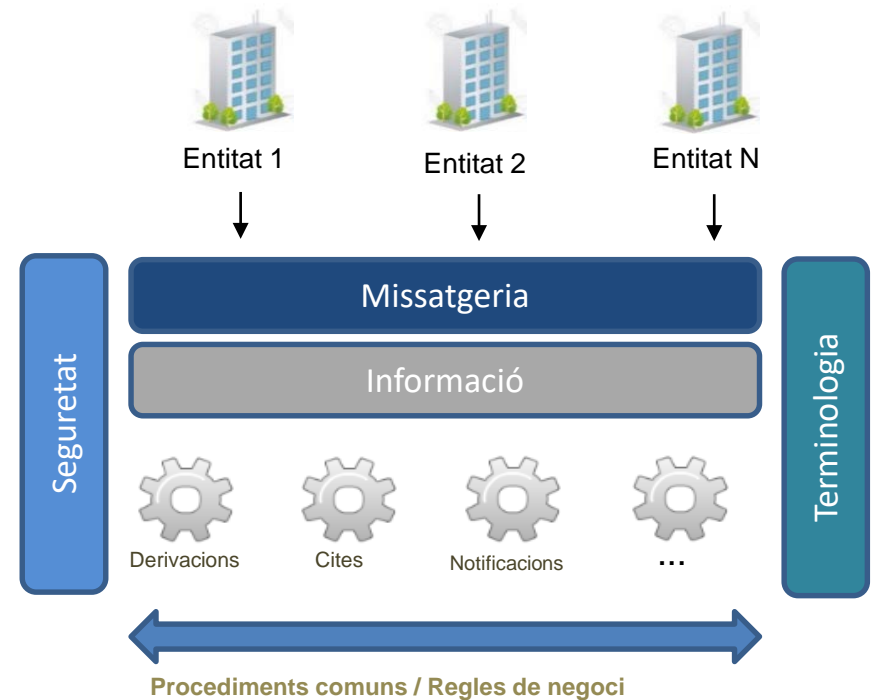 Entitat 1
Entitat 2
Entitat N
Missatgeria
Informació
Seguretat
Terminologia
Derivacions
Cites
Notificacions
...
Procediments comuns / Regles de negoci